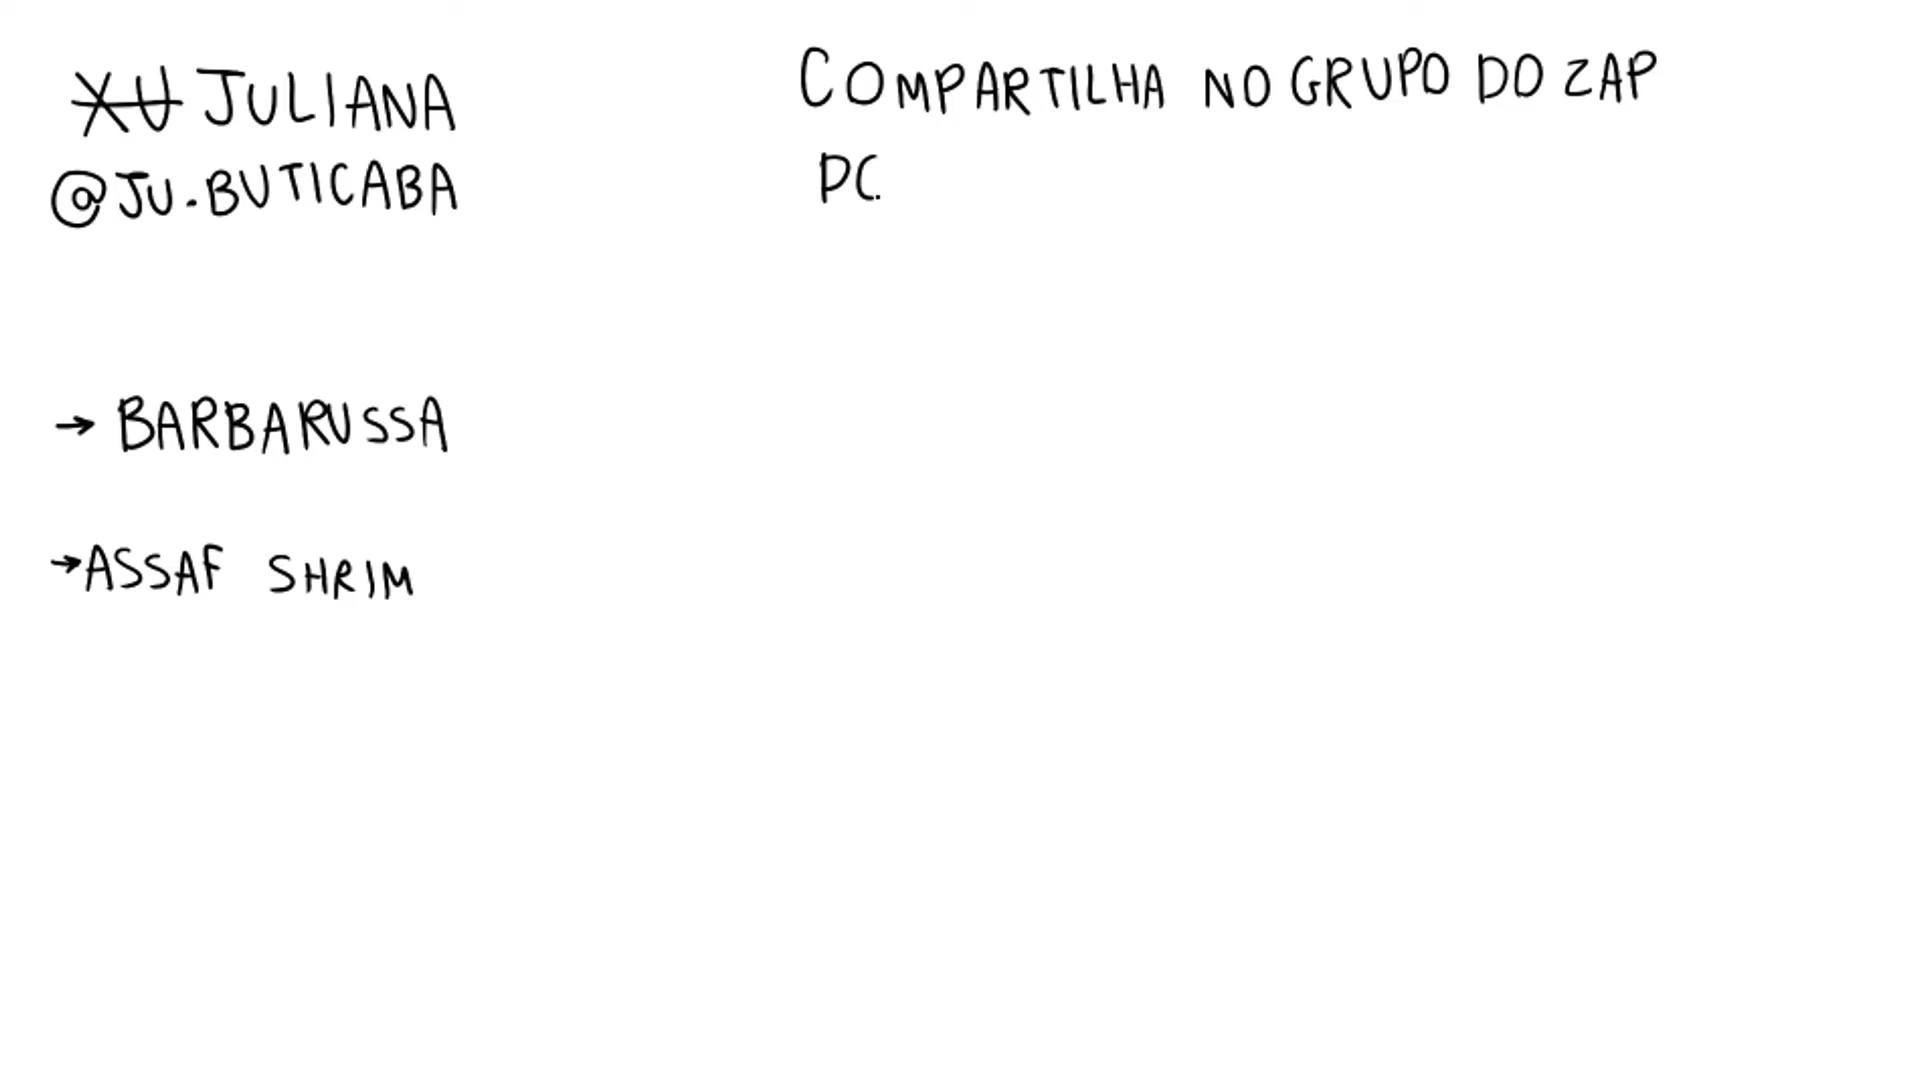 XU JULIANA
@JU.BUTICABA
COMPARTILHA NO GRUPO DO ZAP
PC.
→ BARBARUSSA
→ ASSAF SHRIM